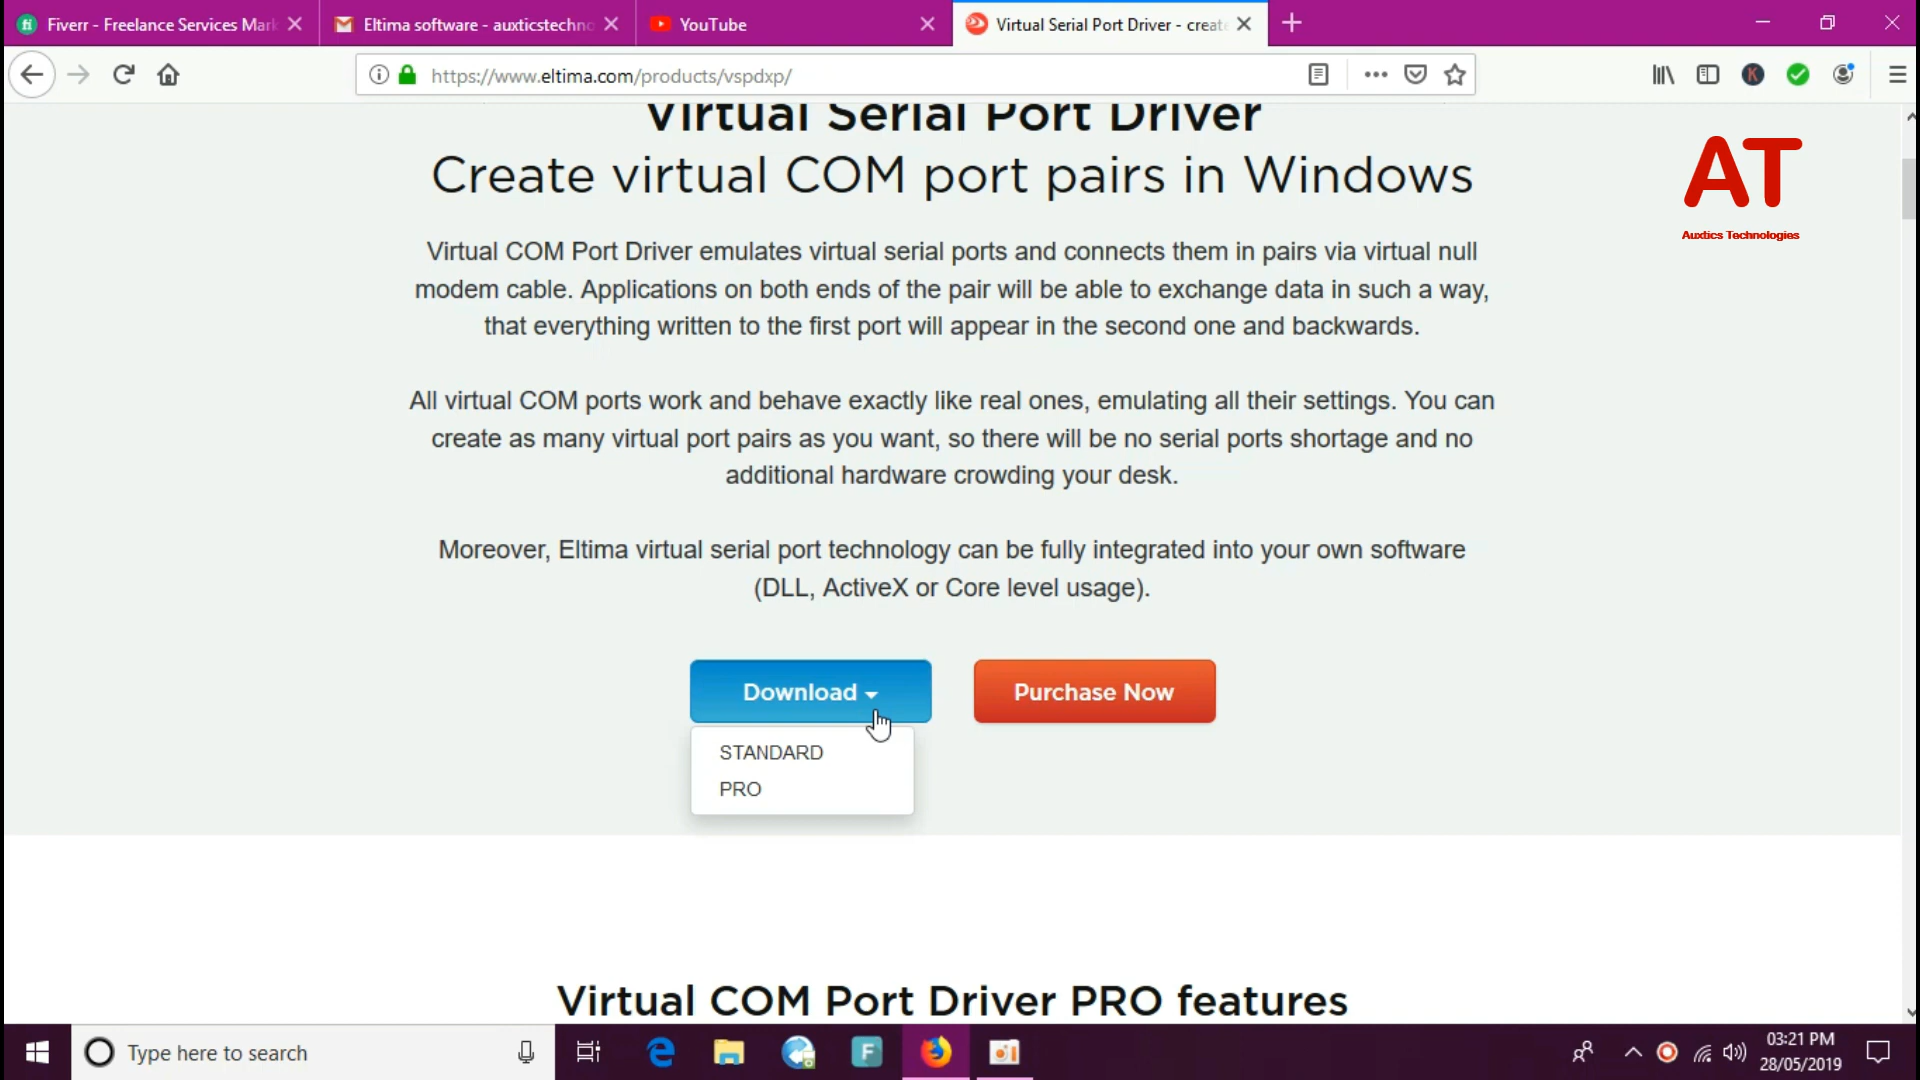 Fiverr - Freelance Services Mark
Eltima software - auxticstechno
YouTube
Virtual Serial Port Driver - create
https://www.eltima.com/products/vspdxp/
K
Virtual Serial Port Driver
Create virtual COM port pairs in Windows
AT
Auxtics Technologies
Virtual COM Port Driver emulates virtual serial ports and connects them in pairs via virtual null
modem cable. Applications on both ends of the pair will be able to exchange data in such a way,
that everything written to the first port will appear in the second one and backwards.
All virtual COM ports work and behave exactly like real ones, emulating all their settings. You can
create as many virtual port pairs as you want, so there will be no serial ports shortage and no
additional hardware crowding your desk.
Moreover, Eltima virtual serial port technology can be fully integrated into your own software
(DLL, ActiveX or Core level usage).
Download
Purchase Now
STANDARD
PRO
Virtual COM Port Driver PRO features
Type here to search
F
03:21 PM
28/05/2019